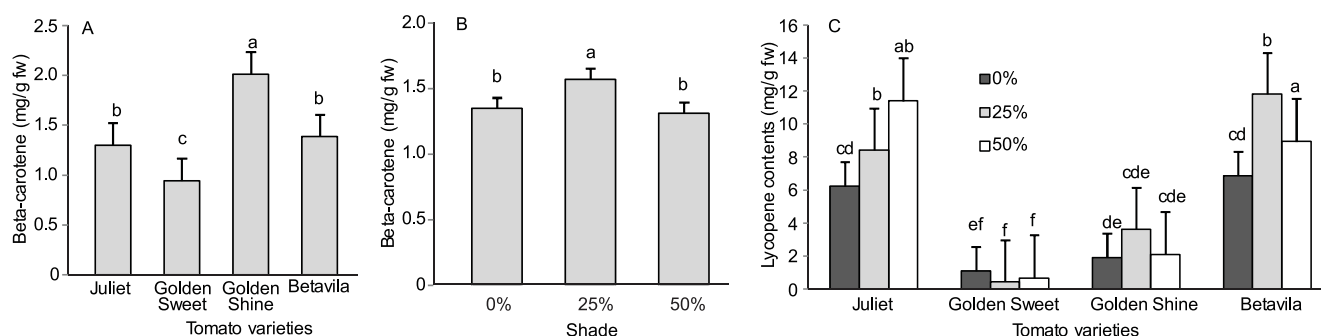 A
Beta-carotene (mg/g fw)
2.5
2.0
1.5
1.0
0.5
0
b
c
a
b
Juliet
Golden Sweet
Golden Shine
Betavila
Tomato varieties
B
Beta-carotene (mg/g fw)
2.0
1.5
1.0
0.5
0.0
b
a
b
0%
25%
50%
Shade
C
Lycopene contents (mg/g fw)
16
14
12
10
8
6
4
2
0
0%
25%
50%
cd
b
ab
ef
f
f
de
cde
cde
cd
b
a
Juliet
Golden Sweet
Golden Shine
Betavila
Tomato varieties